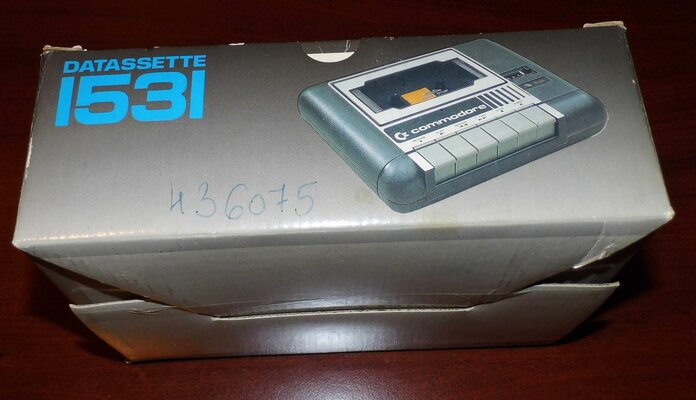 DATASSETTE
1531
commodore
436075